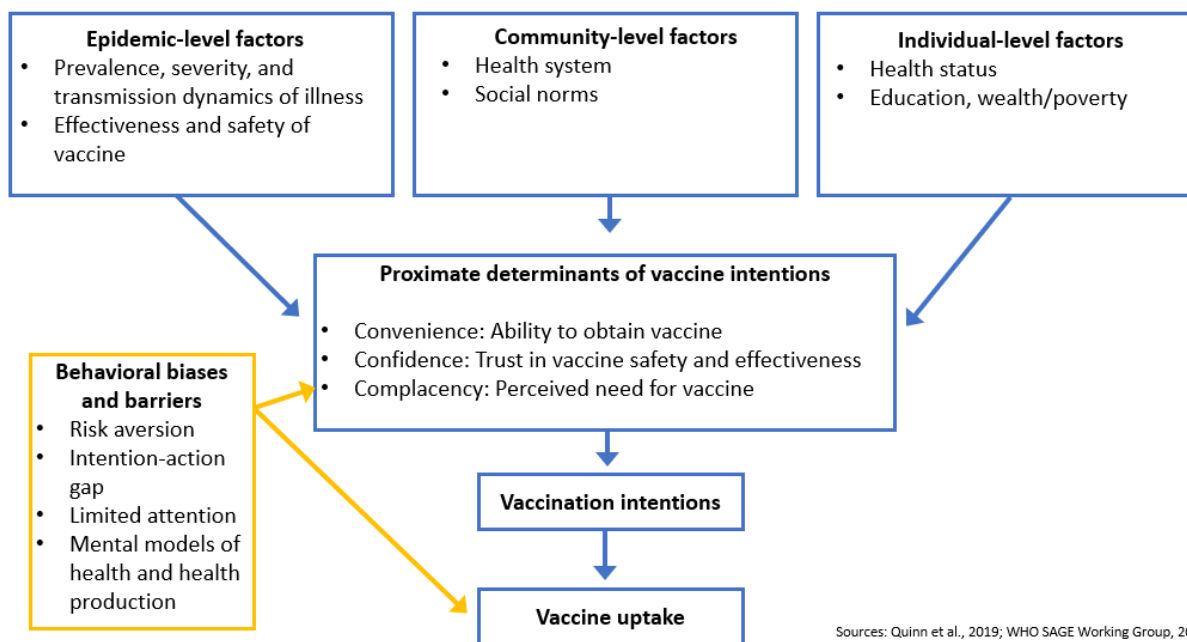 Epidemic-level factors
• Prevalence, severity, and
transmission dynamics of illness
• Effectiveness and safety of
vaccine
Community-level factors
• Health system
• Social norms
Individual-level factors
• Health status
• Education, wealth/poverty
Proximate determinants of vaccine intentions
• Convenience: Ability to obtain vaccine
• Confidence: Trust in vaccine safety and effectiveness
• Complacency: Perceived need for vaccine
Behavioral biases
and barriers
• Risk aversion
• Intention-action
gap
• Limited attention
• Mental models of
health and health
production
Vaccination intentions
Vaccine uptake
Sources: Quinn et al., 2019; WHO SAGE Working Group,